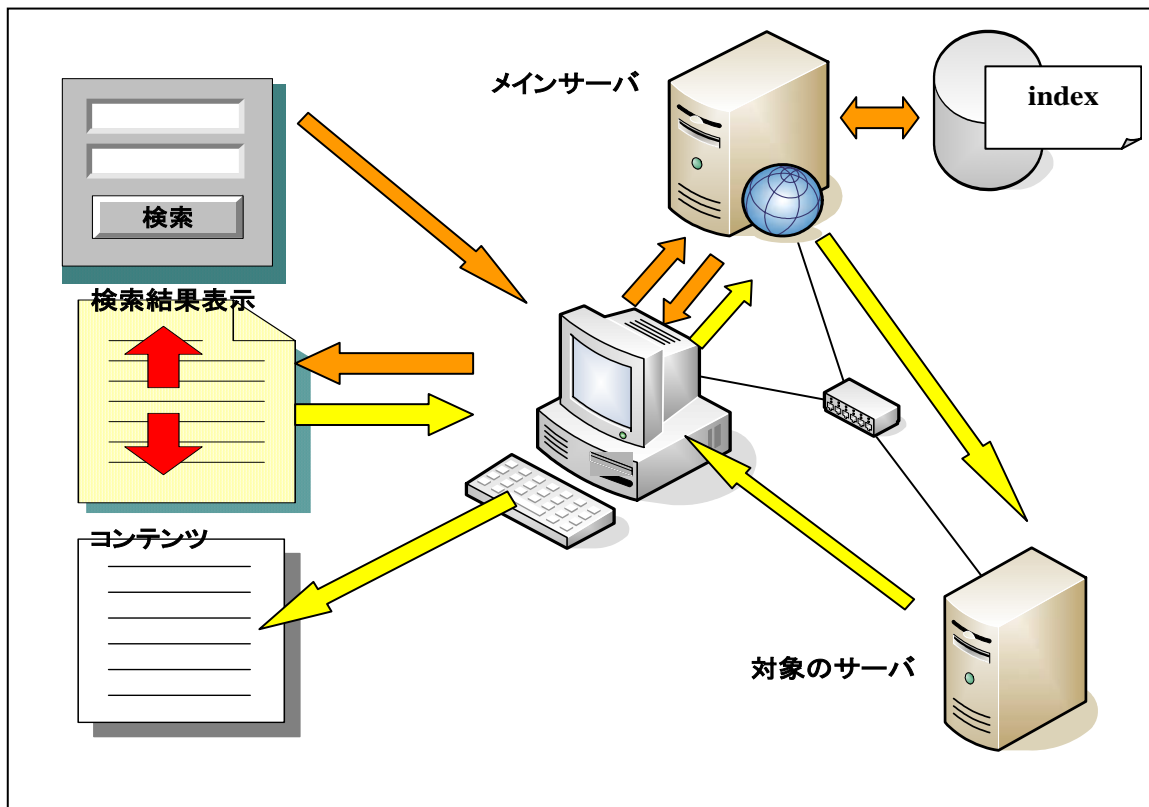 メインサーバ
index
検索
検索結果表示
コンテンツ
対象のサーバ